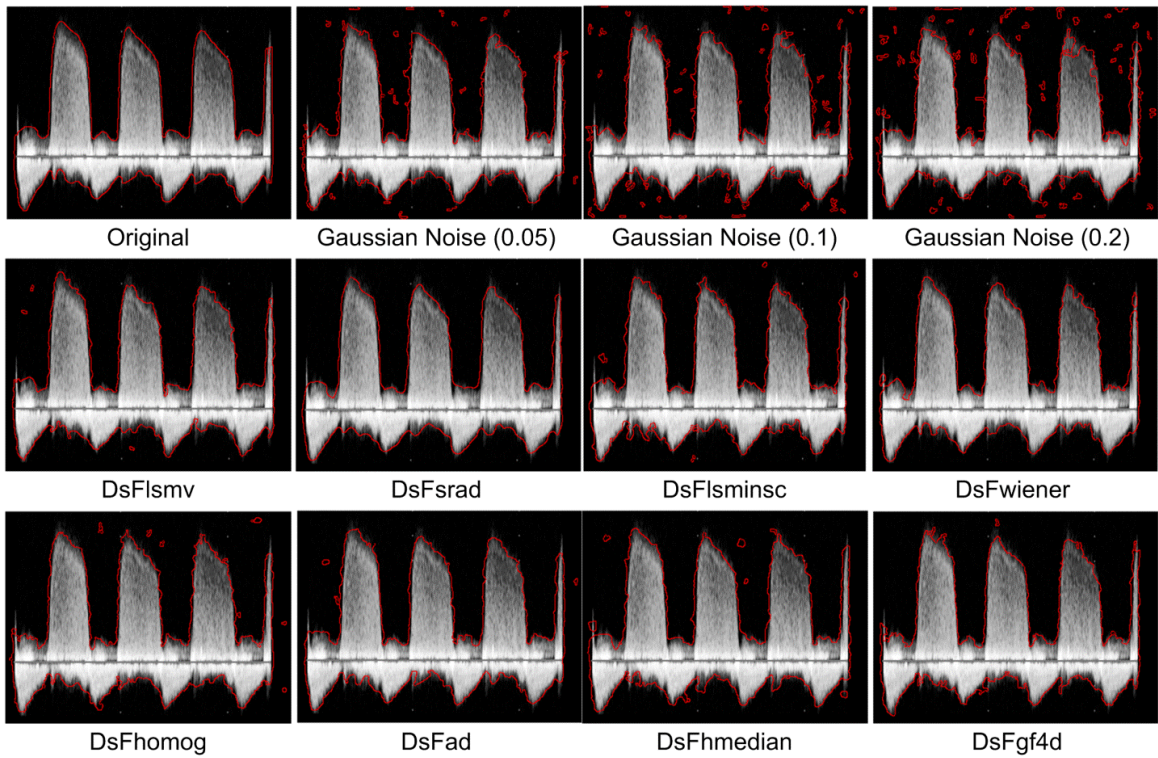 Original
Gaussian Noise (0.05)
Gaussian Noise (0.1)
Gaussian Noise (0.2)
DsFlsmv
DsFsrad
DsFlsminsc
DsFwiener
DsFhomog
DsFad
DsFhmedian
DsFgf4d